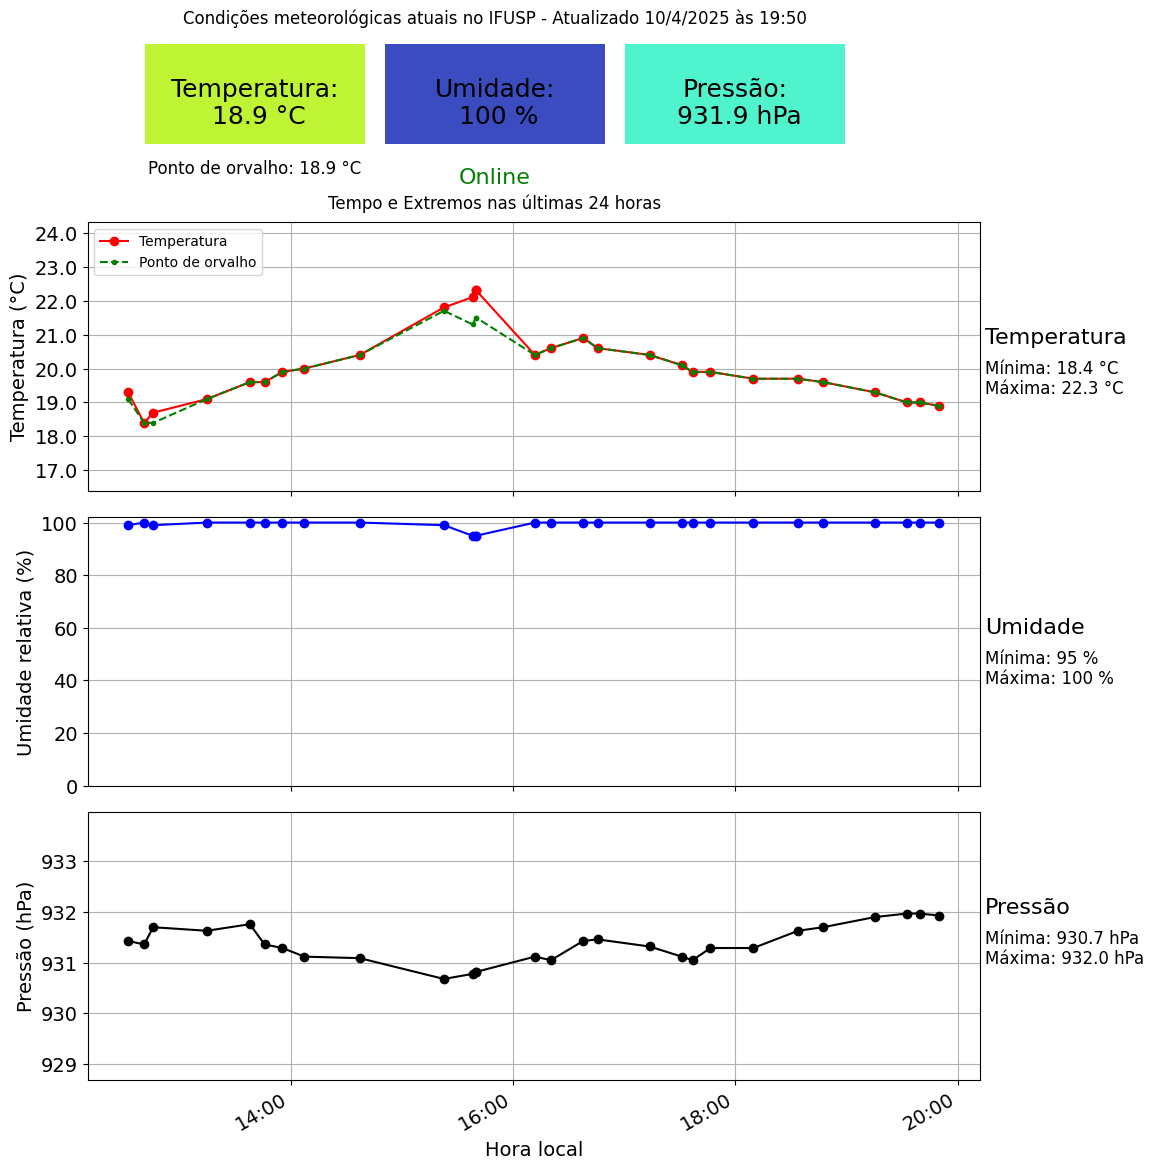 Condições meteorológicas atuais no IFUSP - Atualizado 10/4/2025 às 19:50
Temperatura:
18.9 °C
Umidade:
100 %
Pressão:
931.9 hPa
Ponto de orvalho: 18.9 °C
Online
Tempo e Extremos nas últimas 24 horas
Temperatura (°C)
24.0
23.0
22.0
21.0
20.0
19.0
18.0
17.0
Temperatura
Ponto de orvalho
Temperatura
Mínima: 18.4 °C
Máxima: 22.3 °C
Umidade relativa (%)
100
80
60
40
20
0
Umidade
Mínima: 95 %
Máxima: 100 %
Pressão (hPa)
933
932
931
930
929
Pressão
Mínima: 930.7 hPa
Máxima: 932.0 hPa
14:00
16:00
18:00
20:00
Hora local